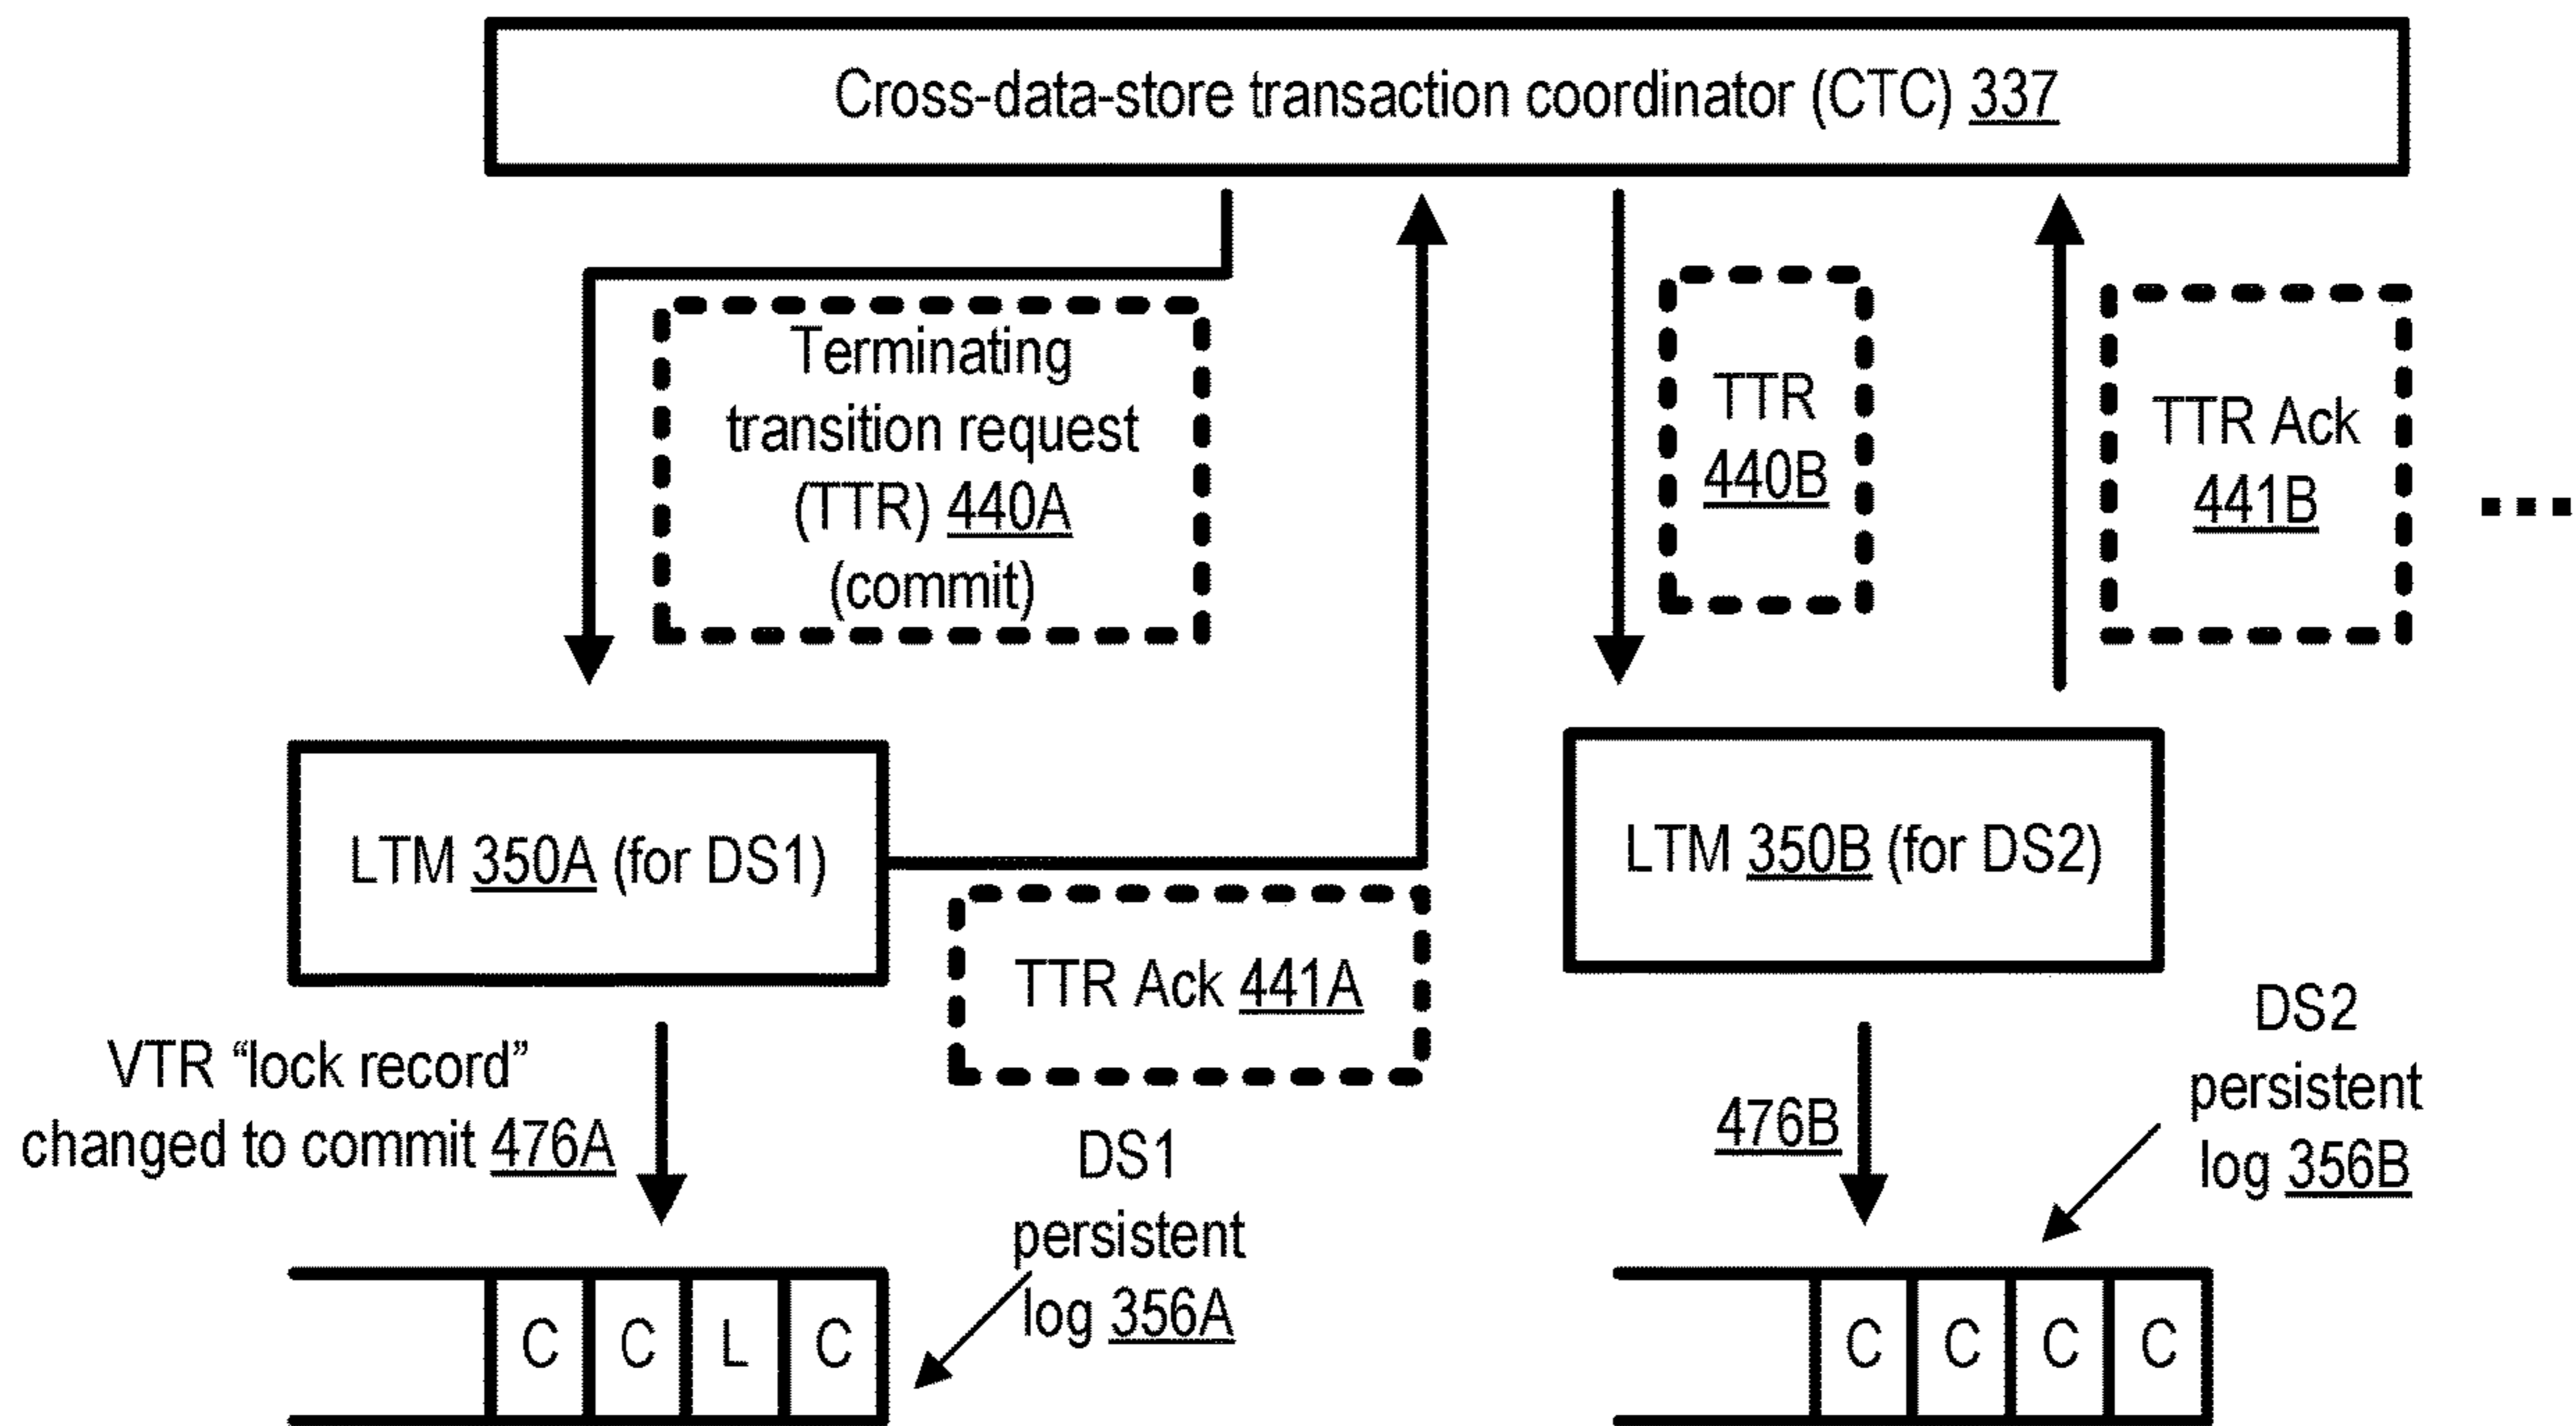 Cross-data-store transaction coordinator (CTC) 337
Terminating
transition request
(TTR) 440A
(commit)
TTR
440B
TTR Ack
441B
LTM 350A (for DS1)
LTM 350B (for DS2)
TTR Ack 441A
VTR “lock record”
changed to commit 476A
DS1
persistent
log 356A
476B
DS2
persistent
log 356B
C C L C
C C C C